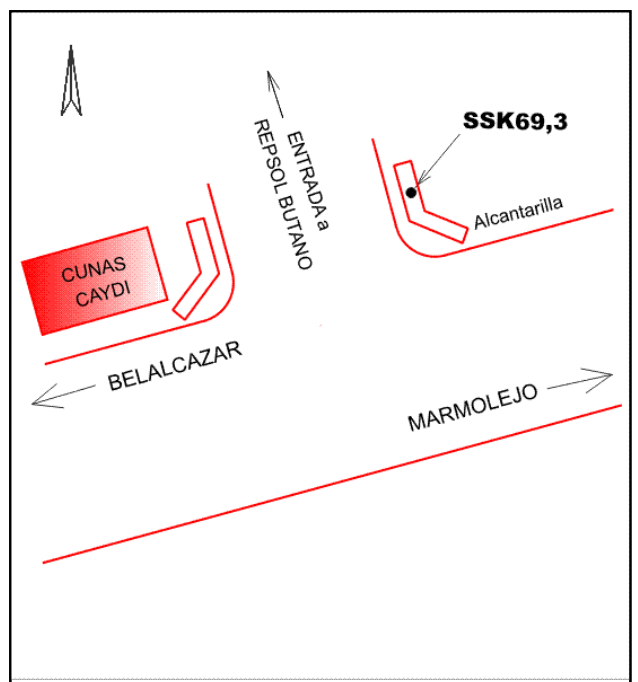 SSK69,3
ENTRADA a
REPSOL BUTANO
Alcantarilla
CUNAS
CAYDI
BELALCAZAR
MARMOLEJO